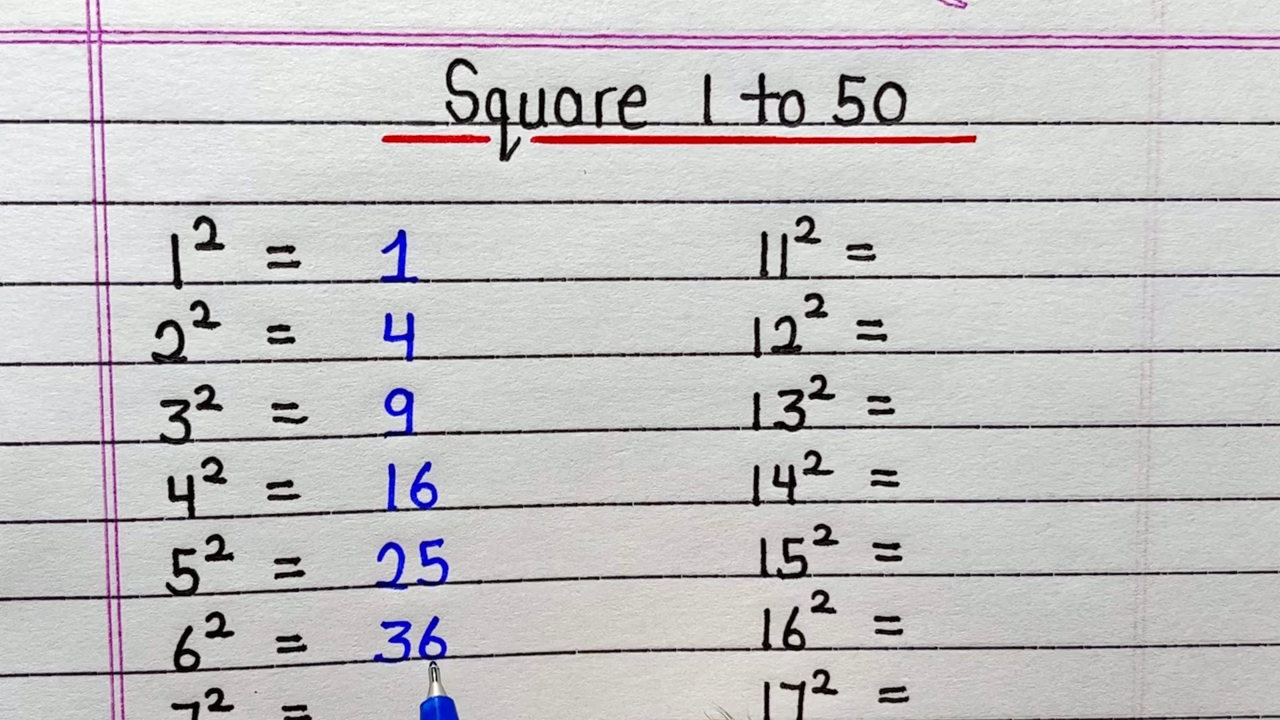 Square 1 to 50
1² = 1
2² = 4
3² = 9
4² = 16
5² = 25
6² = 36
7² =
11² =
12² =
13² =
14² =
15² =
16² =
17² =